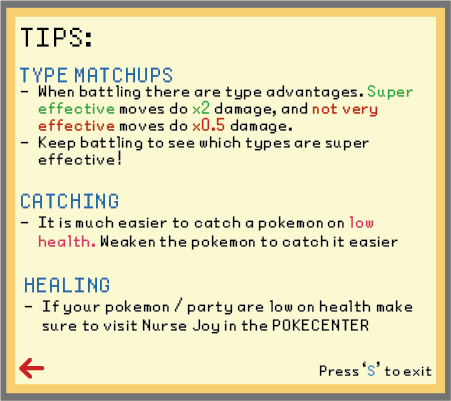 TIPS:
TYPE MATCHUPS
- When battling there are type advantages. Super
effective moves do x2 damage, and not very
effective moves do x0.5 damage.
- Keep battling to see which types are super
effective!
CATCHING
- It is much easier to catch a pokemon on low
health. Weaken the pokemon to catch it easier
HEALING
- If your pokemon / party are low on health make
sure to visit Nurse Joy in the POKECENTER
Press 'S' to exit